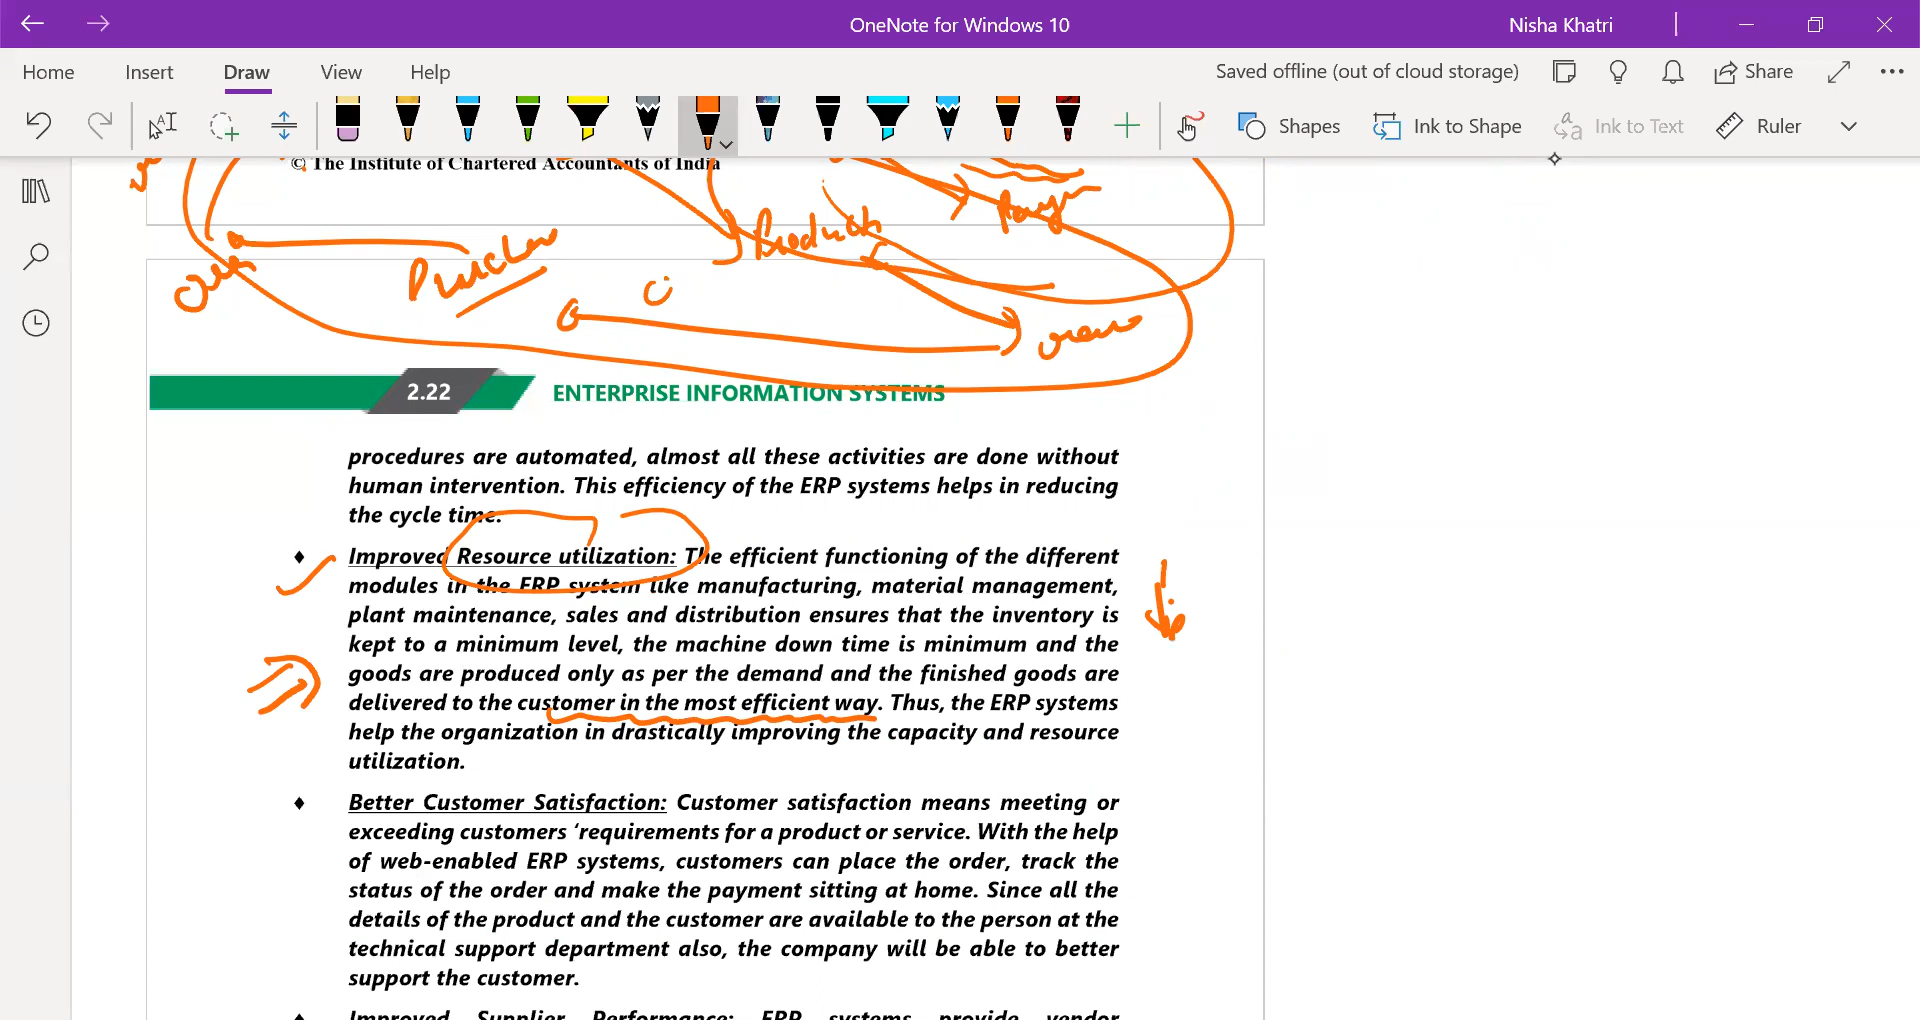 OneNote for Windows 10
Nisha Khatri
Home Insert Draw View Help
Saved offline (out of cloud storage)
Share
Shapes
Ink to Shape
Ink to Text
Ruler
© The Institute of Chartered Accountants of India
Product
2.22
ENTERPRISE INFORMATION SYSTEMS
procedures are automated, almost all these activities are done without
human intervention. This efficiency of the ERP systems helps in reducing
the cycle time.
♦ Improved Resource utilization: The efficient functioning of the different
modules in the ERP system like manufacturing, material management,
plant maintenance, sales and distribution ensures that the inventory is
kept to a minimum level, the machine down time is minimum and the
goods are produced only as per the demand and the finished goods are
delivered to the customer in the most efficient way. Thus, the ERP systems
help the organization in drastically improving the capacity and resource
utilization.
♦ Better Customer Satisfaction: Customer satisfaction means meeting or
exceeding customers ‘requirements for a product or service. With the help
of web-enabled ERP systems, customers can place the order, track the
status of the order and make the payment sitting at home. Since all the
details of the product and the customer are available to the person at the
technical support department also, the company will be able to better
support the customer.
♦ Improved Supplier Performance: ERP systems provide vendor